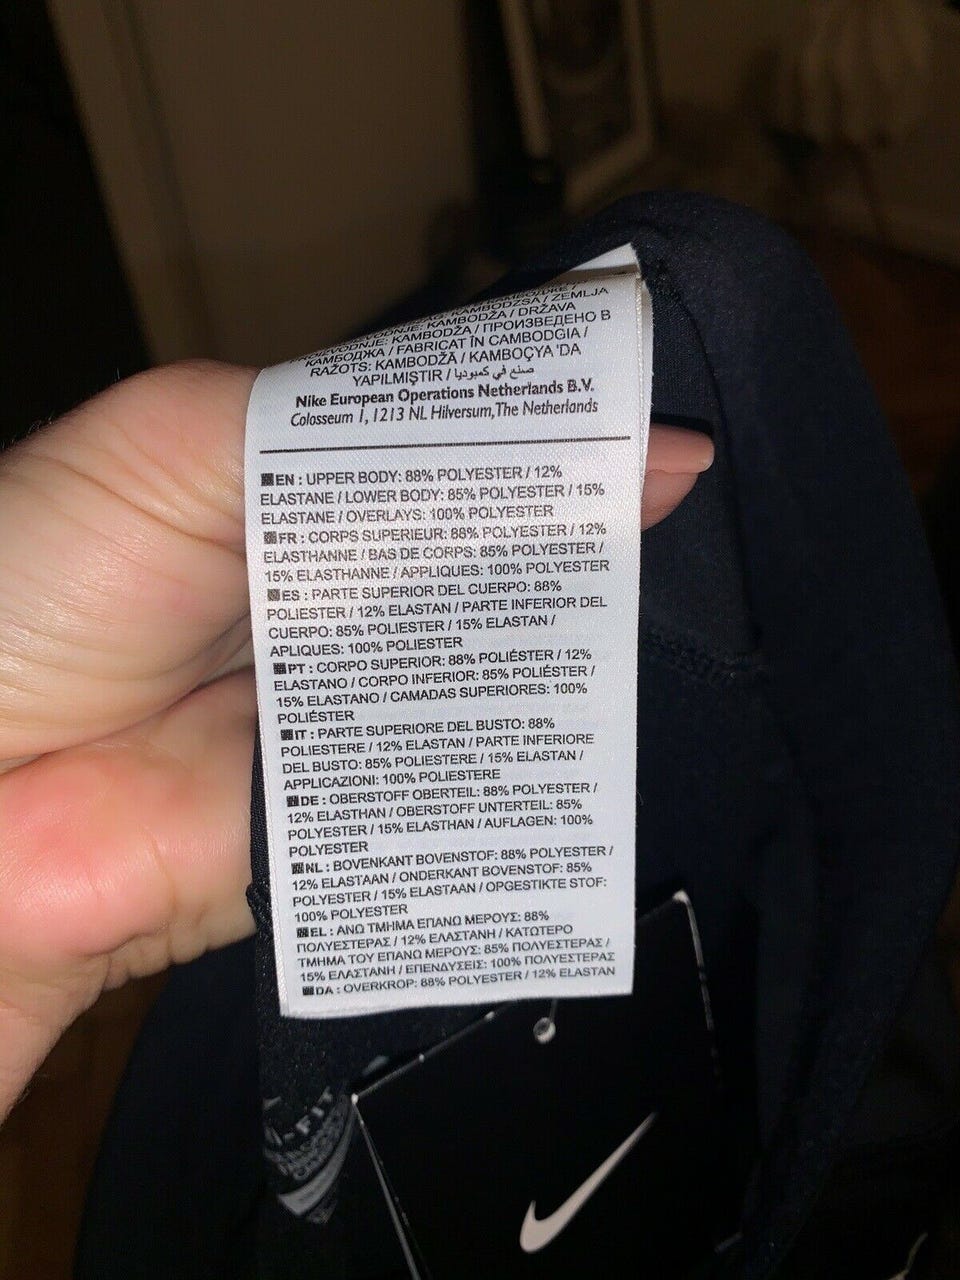 KAMBODZSA / ZEMLJA
KAMBODŽA / DRŽAVA
KAMBODŽA / ПРОИЗВЕДЕНО В
КАМБОДЖА / FABRICAT ÎN CAMBODGIA /
RAŽOTS: KAMBODŽĀ / KAMBOÇYA 'DA
YAPILMIŞTIR / صنع في كمبوديا
Nike European Operations Netherlands B.V.
Colosseum 1, 1213 NL Hilversum, The Netherlands
EN : UPPER BODY: 88% POLYESTER / 12%
ELASTANE / LOWER BODY: 85% POLYESTER / 15%
ELASTANE / OVERLAYS: 100% POLYESTER
FR : CORPS SUPERIEUR: 88% POLYESTER / 12%
ELASTHANNE / BAS DE CORPS: 85% POLYESTER /
15% ELASTHANNE / APPLIQUES: 100% POLYESTER
ES : PARTE SUPERIOR DEL CUERPO: 88%
POLIESTER / 12% ELASTAN / PARTE INFERIOR DEL
CUERPO: 85% POLIESTER / 15% ELASTAN /
APLIQUES: 100% POLIESTER
PT : CORPO SUPERIOR: 88% POLIÉSTER / 12%
ELASTANO / CORPO INFERIOR: 85% POLIÉSTER /
15% ELASTANO / CAMADAS SUPERIORES: 100%
POLIÉSTER
IT : PARTE SUPERIORE DEL BUSTO: 88%
POLIESTERE / 12% ELASTAN / PARTE INFERIORE
DEL BUSTO: 85% POLIESTERE / 15% ELASTAN /
APPLICAZIONI: 100% POLIESTERE
DE : OBERSTOFF OBERTEIL: 88% POLYESTER /
12% ELASTHAN / OBERSTOFF UNTERTEIL: 85%
POLYESTER / 15% ELASTHAN / AUFLAGEN: 100%
POLYESTER
NL : BOVENKANT BOVENSTOF: 88% POLYESTER /
12% ELASTAAN / ONDERKANT BOVENSTOF: 85%
POLYESTER / 15% ELASTAAN / OPGESTIKTE STOF:
100% POLYESTER
EL : ΑΝΩ ΤΜΗΜΑ ΕΠΑΝΩ ΜΕΡΟΥΣ: 88%
ΠΟΛΥΕΣΤΕΡΑΣ / 12% ΕΛΑΣΤΑΝΗ / ΚΑΤΩΤΕΡΟ
ΤΜΗΜΑ ΤΟΥ ΕΠΑΝΩ ΜΕΡΟΥΣ: 85% ΠΟΛΥΕΣΤΕΡΑΣ /
15% ΕΛΑΣΤΑΝΗ / ΕΠΕΝΔΥΣΕΙΣ: 100% ΠΟΛΥΕΣΤΕΡΑΣ
DA : OVERKROP: 88% POLYESTER / 12% ELASTAN
-FIT